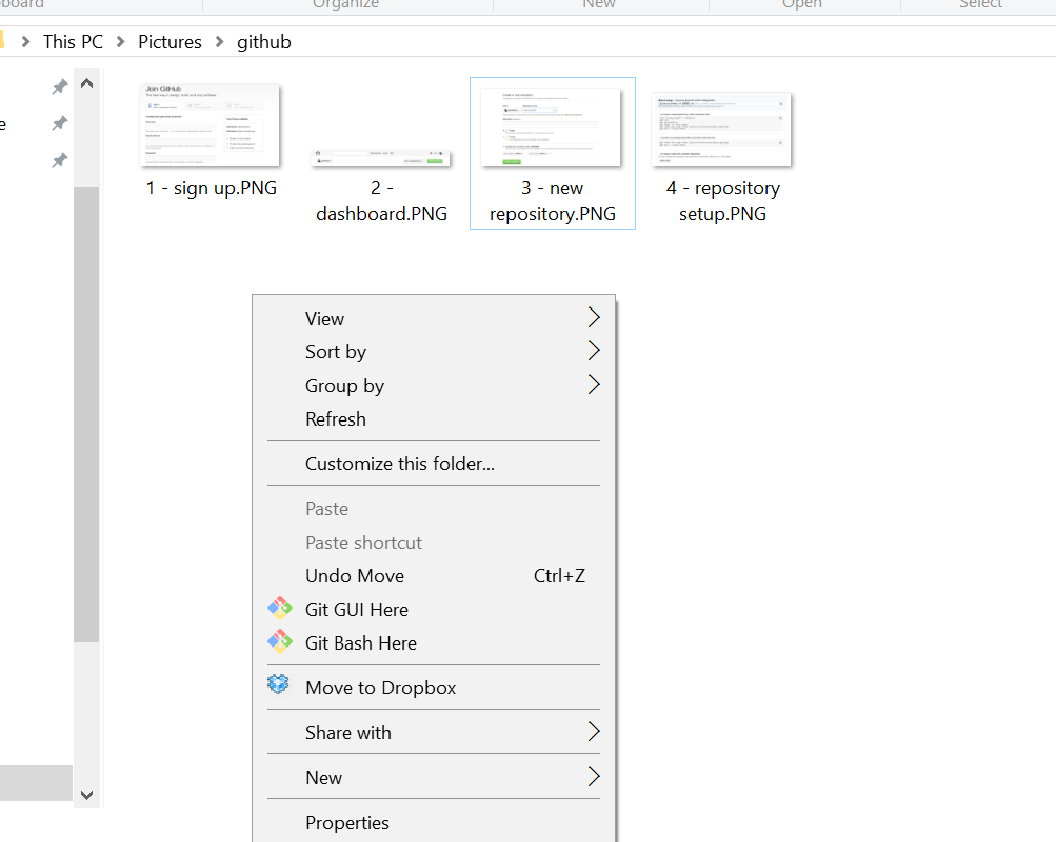 Organize
New
Open
Select
This PC
Pictures
github
1 - sign up.PNG
2 -
dashboard.PNG
3 - new
repository.PNG
4 - repository
setup.PNG
Join GitHub
View
Sort by
Group by
Refresh
Customize this folder...
Paste
Paste shortcut
Undo Move Ctrl+Z
Git GUI Here
Git Bash Here
Move to Dropbox
Share with
New
Properties